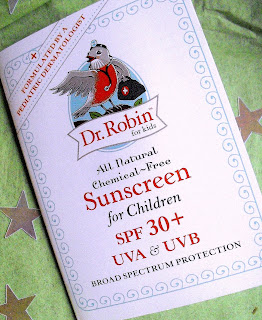 FORMULATED BY A
PEDIATRIC DERMATOLOGIST
Dr. Robin
for kids
All Natural
Chemical-Free
Sunscreen
for Children
SPF 30+
UVA & UVB
BROAD SPECTRUM PROTECTION